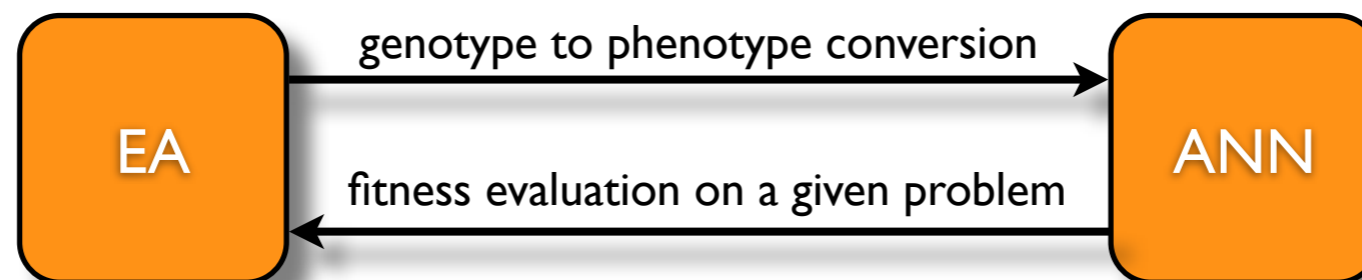 genotype to phenotype conversion
EA
ANN
fitness evaluation on a given problem